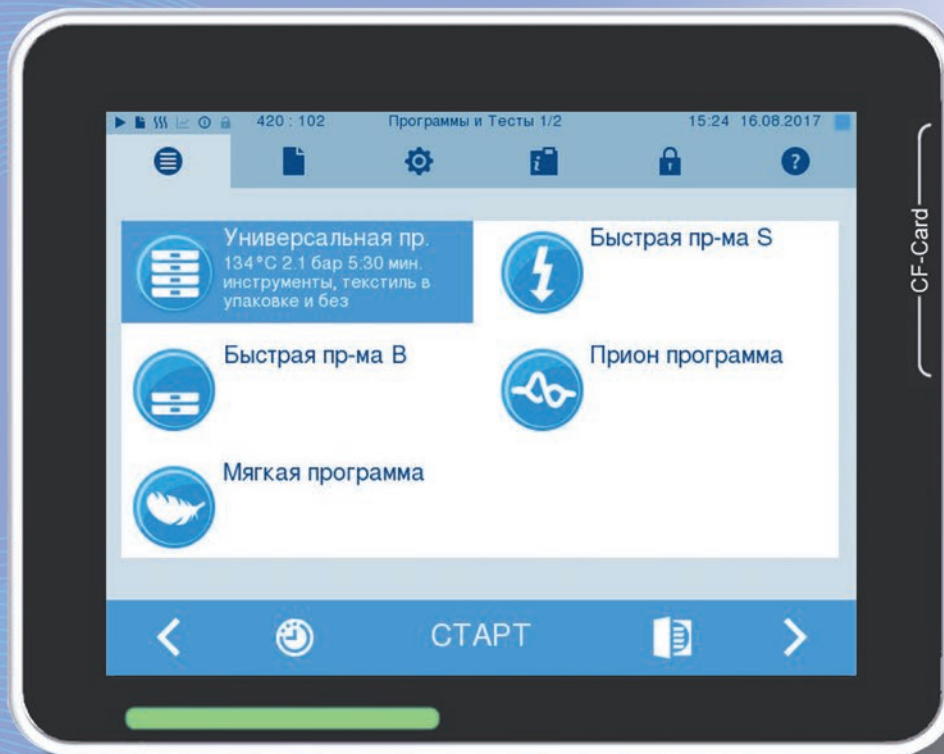 420 : 102 Программы и Тесты 1/2 15:24 16.08.2017
i ?
Универсальная пр.
134°C 2.1 бар 5:30 мин.
инструменты, текстиль в
упаковке и без
Быстрая пр-ма S
Быстрая пр-ма B
Прион программа
Мягкая программа
СТАРТ
CF-Card